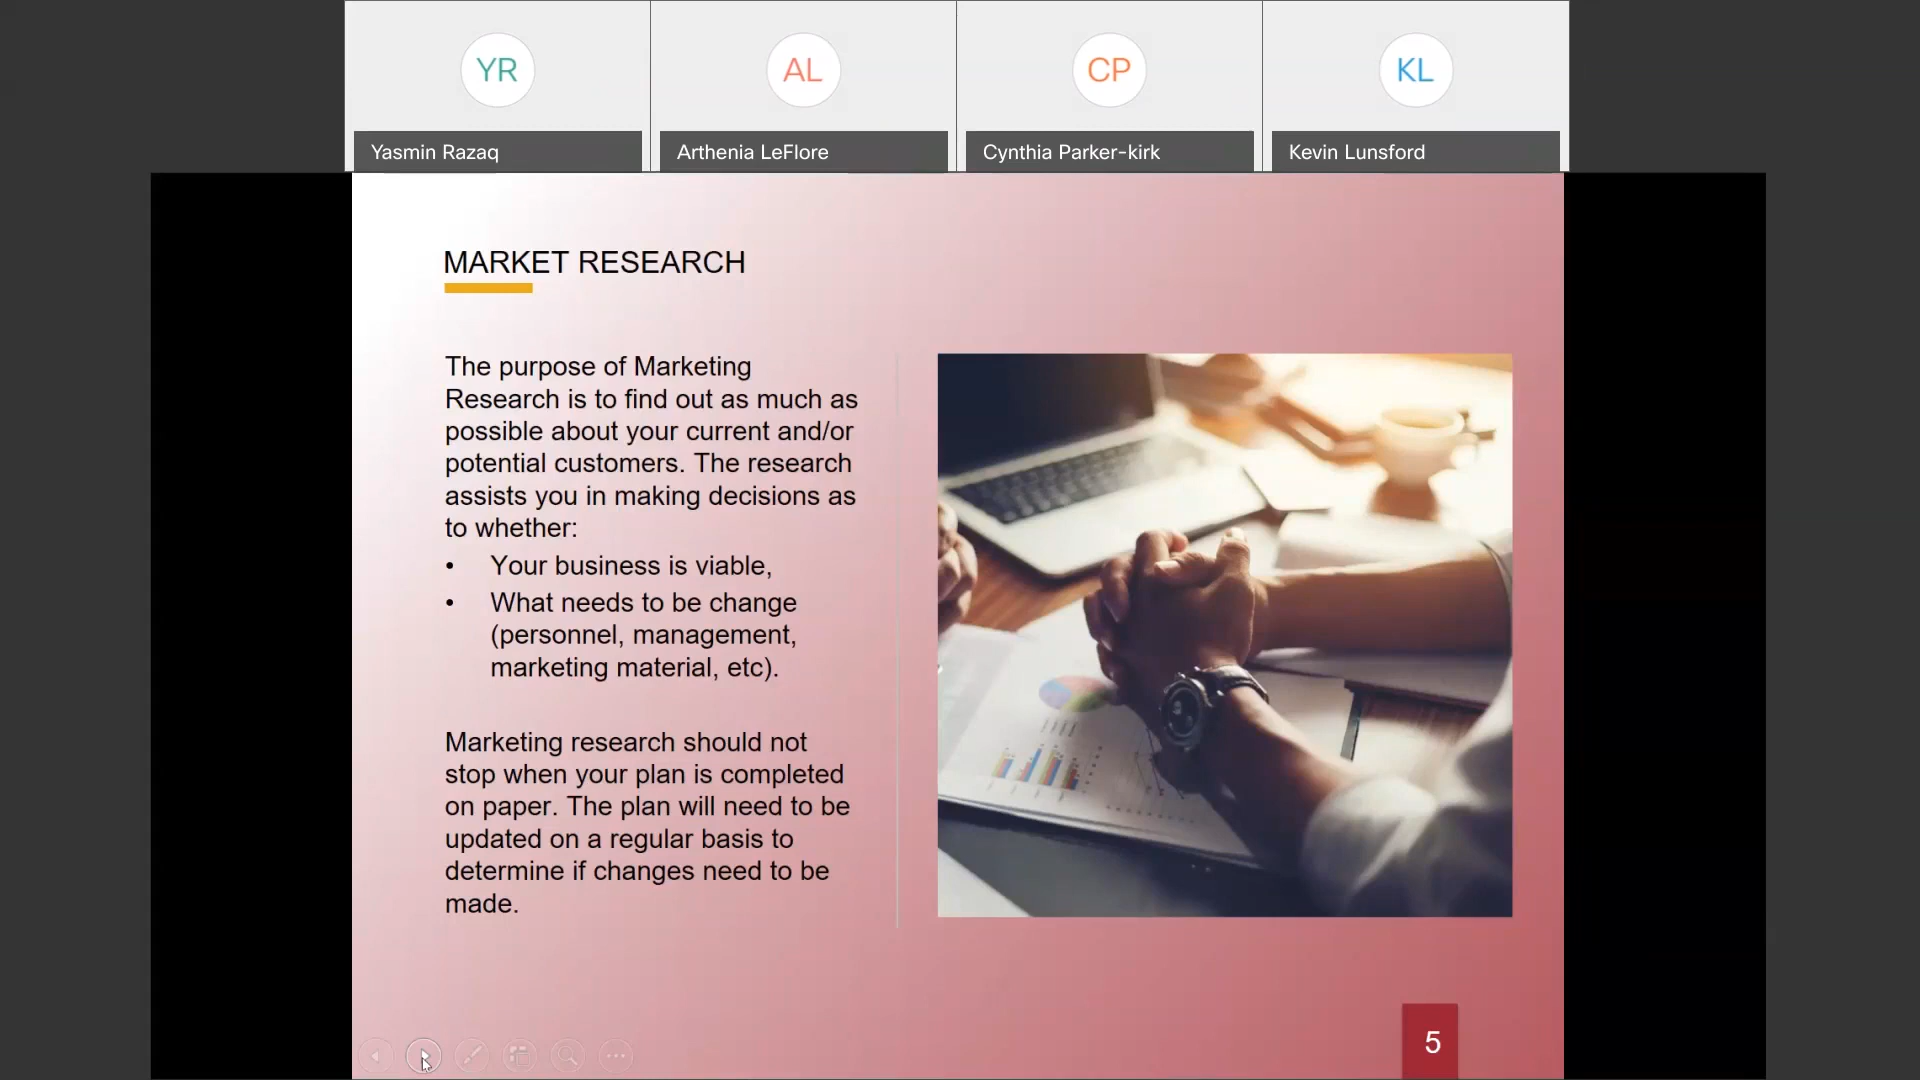 YR
AL
CP
KL
Yasmin Razaq
Arthenia LeFlore
Cynthia Parker-kirk
Kevin Lunsford
MARKET RESEARCH
The purpose of Marketing
Research is to find out as much as
possible about your current and/or
potential customers. The research
assists you in making decisions as
to whether:
• Your business is viable,
• What needs to be change
(personnel, management,
marketing material, etc).
Marketing research should not
stop when your plan is completed
on paper. The plan will need to be
updated on a regular basis to
determine if changes need to be
made.
5